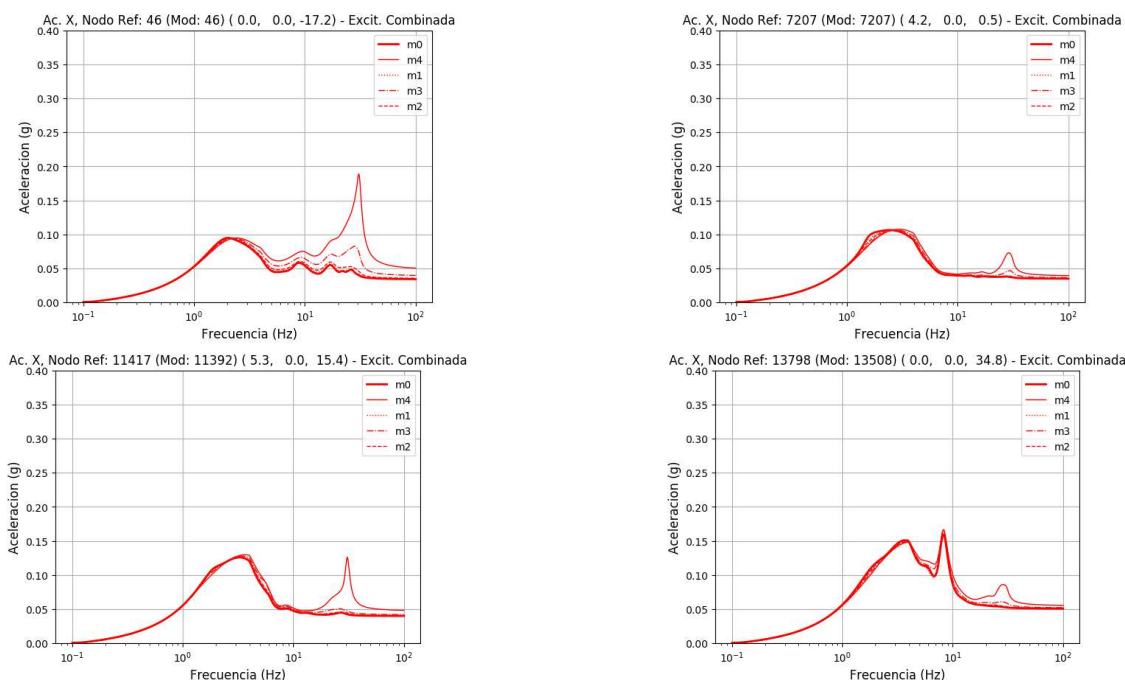 Ac. X, Nodo Ref: 46 (Mod: 46) ( 0.0, 0.0, -17.2) - Excit. Combinada
0.40
0.35
0.30
0.25
0.20
0.15
0.10
0.05
0.00
Aceleracion (g)
m0
m4
m1
m3
m2
10⁻¹ 10⁰ 10¹ 10²
Frecuencia (Hz)
Ac. X, Nodo Ref: 7207 (Mod: 7207) ( 4.2, 0.0, 0.5) - Excit. Combinada
0.40
0.35
0.30
0.25
0.20
0.15
0.10
0.05
0.00
Aceleracion (g)
m0
m4
m1
m3
m2
10⁻¹ 10⁰ 10¹ 10²
Frecuencia (Hz)
Ac. X, Nodo Ref: 11417 (Mod: 11392) ( 5.3, 0.0, 15.4) - Excit. Combinada
0.40
0.35
0.30
0.25
0.20
0.15
0.10
0.05
0.00
Aceleracion (g)
m0
m4
m1
m3
m2
10⁻¹ 10⁰ 10¹ 10²
Frecuencia (Hz)
Ac. X, Nodo Ref: 13798 (Mod: 13508) ( 0.0, 0.0, 34.8) - Excit. Combinada
0.40
0.35
0.30
0.25
0.20
0.15
0.10
0.05
0.00
Aceleracion (g)
m0
m4
m1
m3
m2
10⁻¹ 10⁰ 10¹ 10²
Frecuencia (Hz)